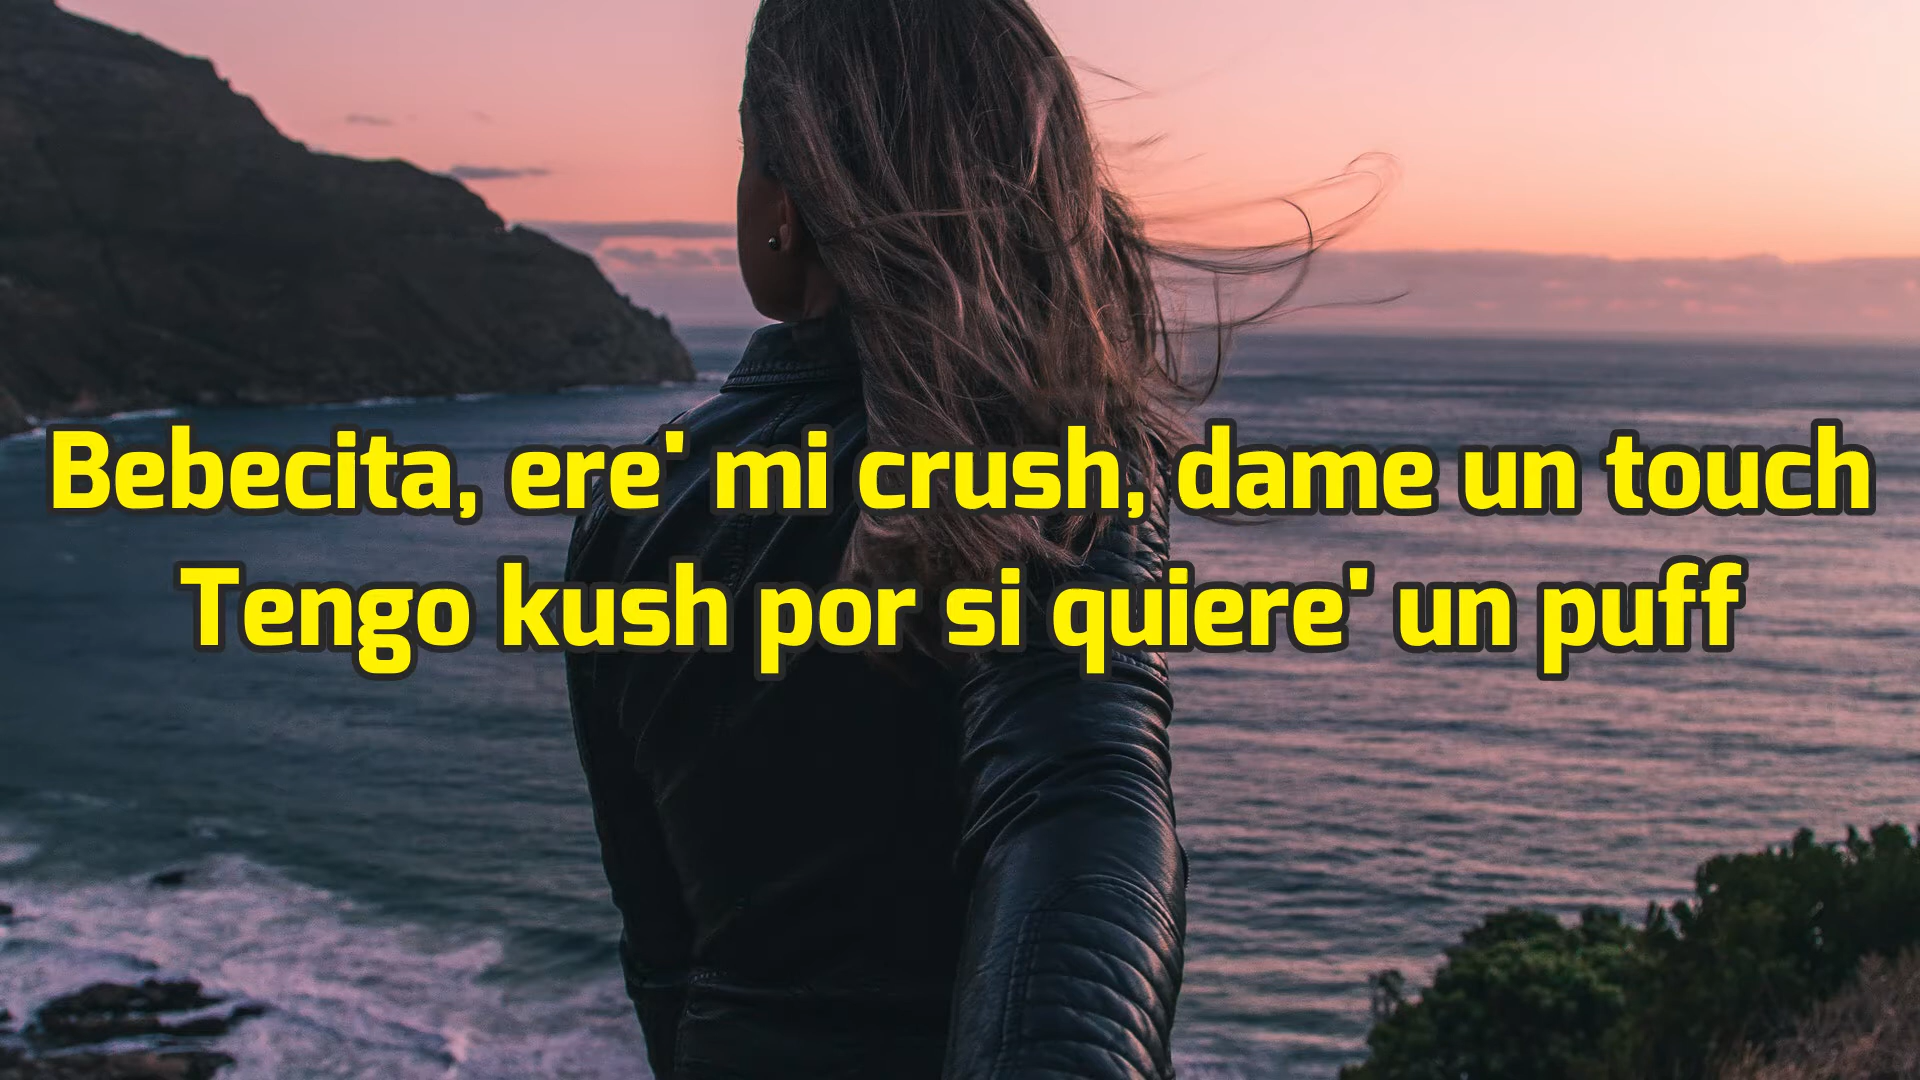 Bebecita, ere' mi crush, dame un touch
Tengo kush por si quiere' un puff